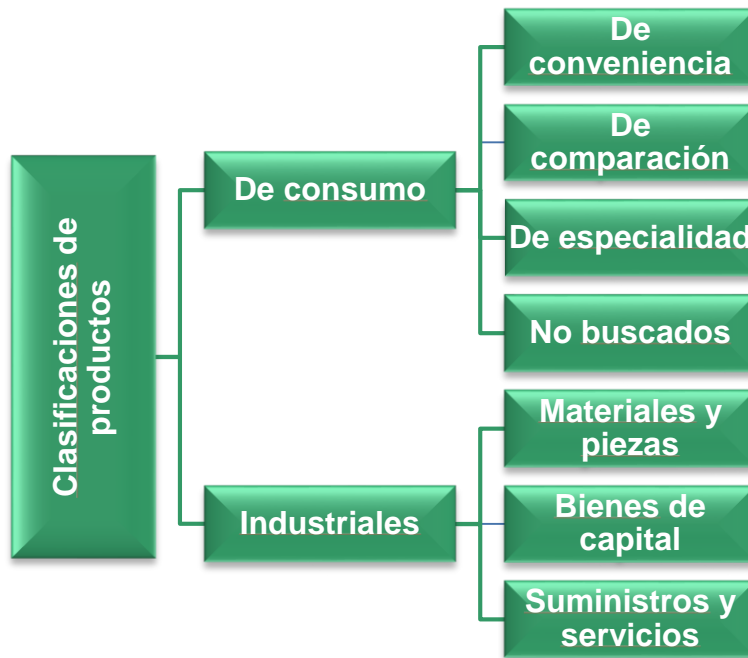 Clasificaciones de
productos
De consumo
De
conveniencia
De
comparación
De especialidad
No buscados
Industriales
Materiales y
piezas
Bienes de
capital
Suministros y
servicios